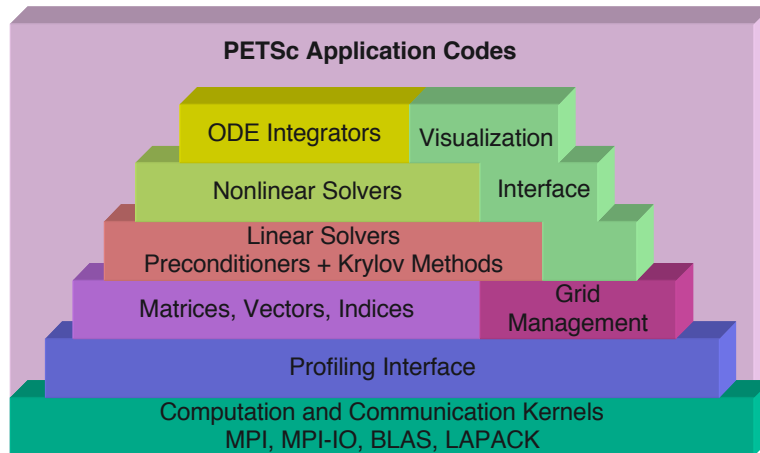 PETSc Application Codes
ODE Integrators
Visualization
Nonlinear Solvers
Interface
Linear Solvers
Preconditioners + Krylov Methods
Matrices, Vectors, Indices
Grid
Management
Profiling Interface
Computation and Communication Kernels
MPI, MPI-IO, BLAS, LAPACK